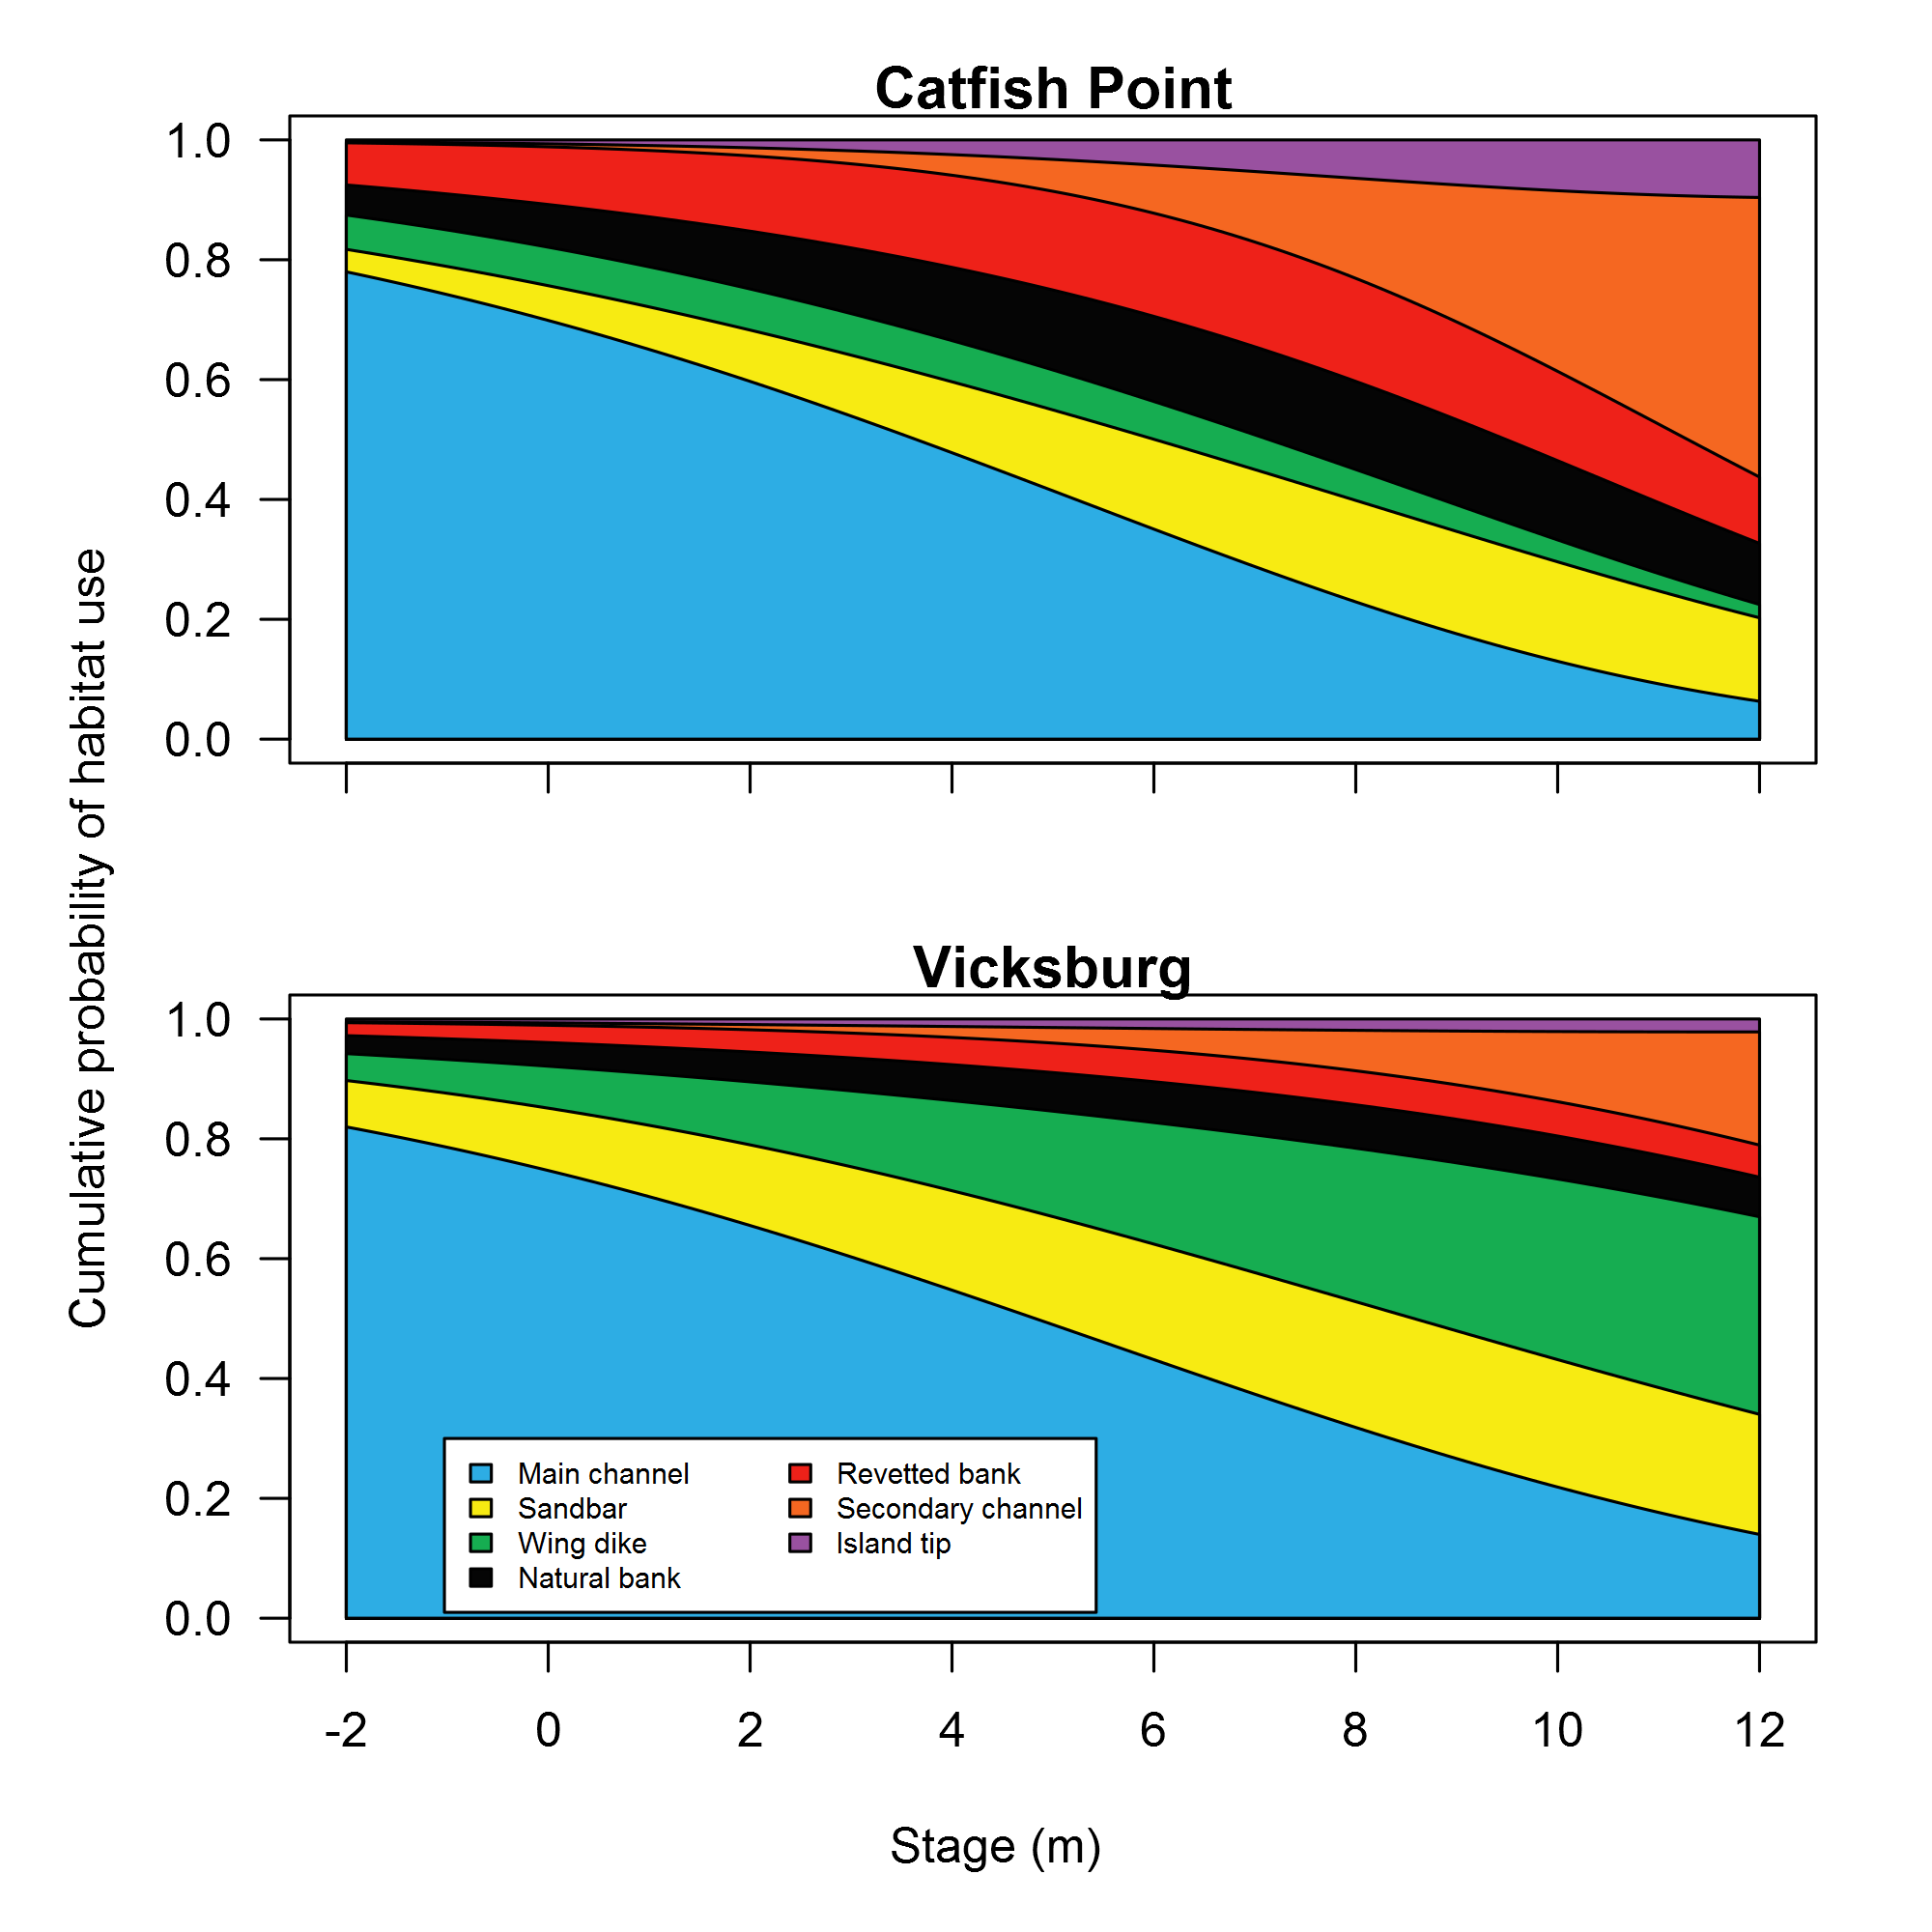 Catfish Point
1.0
0.8
0.6
0.4
0.2
0.0
Cumulative probability of habitat use
Vicksburg
1.0
0.8
0.6
0.4
0.2
0.0
Main channel
Sandbar
Wing dike
Natural bank
Revetted bank
Secondary channel
Island tip
-2 0 2 4 6 8 10 12
Stage (m)